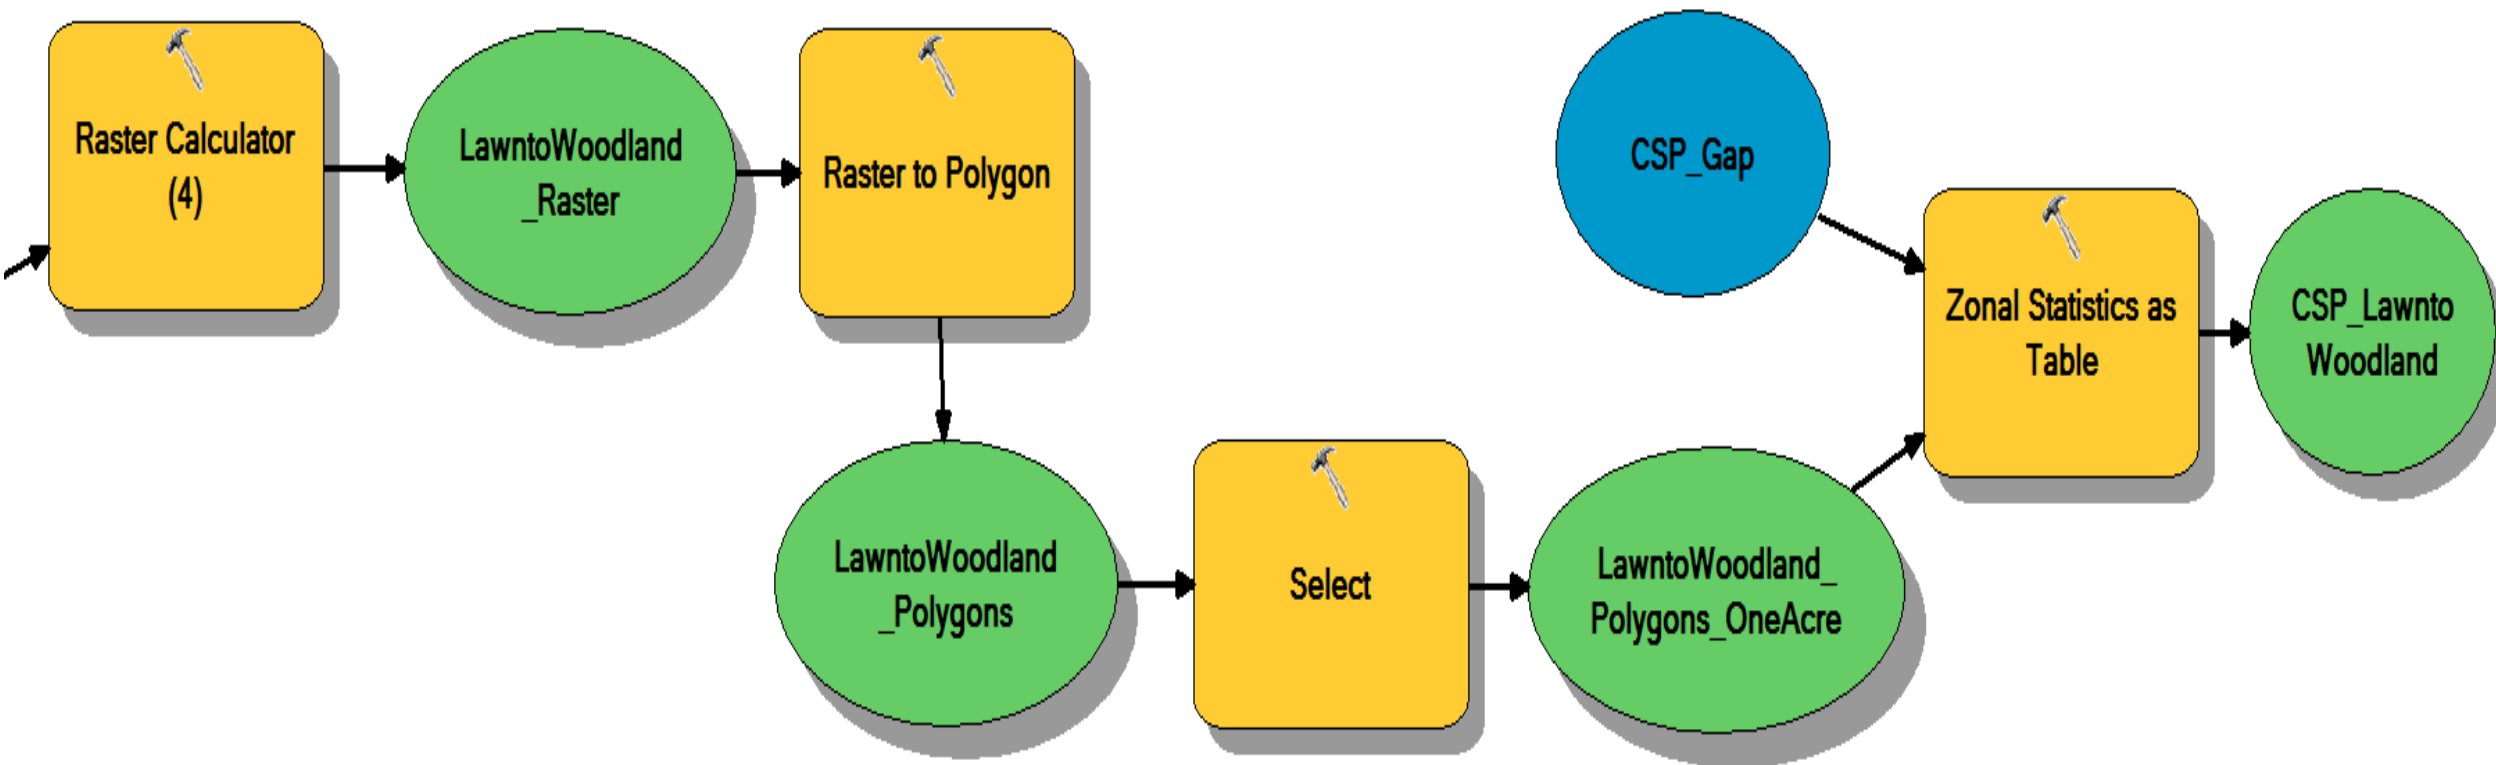 Raster Calculator
(4)
LawntoWoodland
_Raster
Raster to Polygon
CSP_Gap
Zonal Statistics as
Table
CSP_Lawnto
Woodland
LawntoWoodland
_Polygons
Select
LawntoWoodland_
Polygons_OneAcre